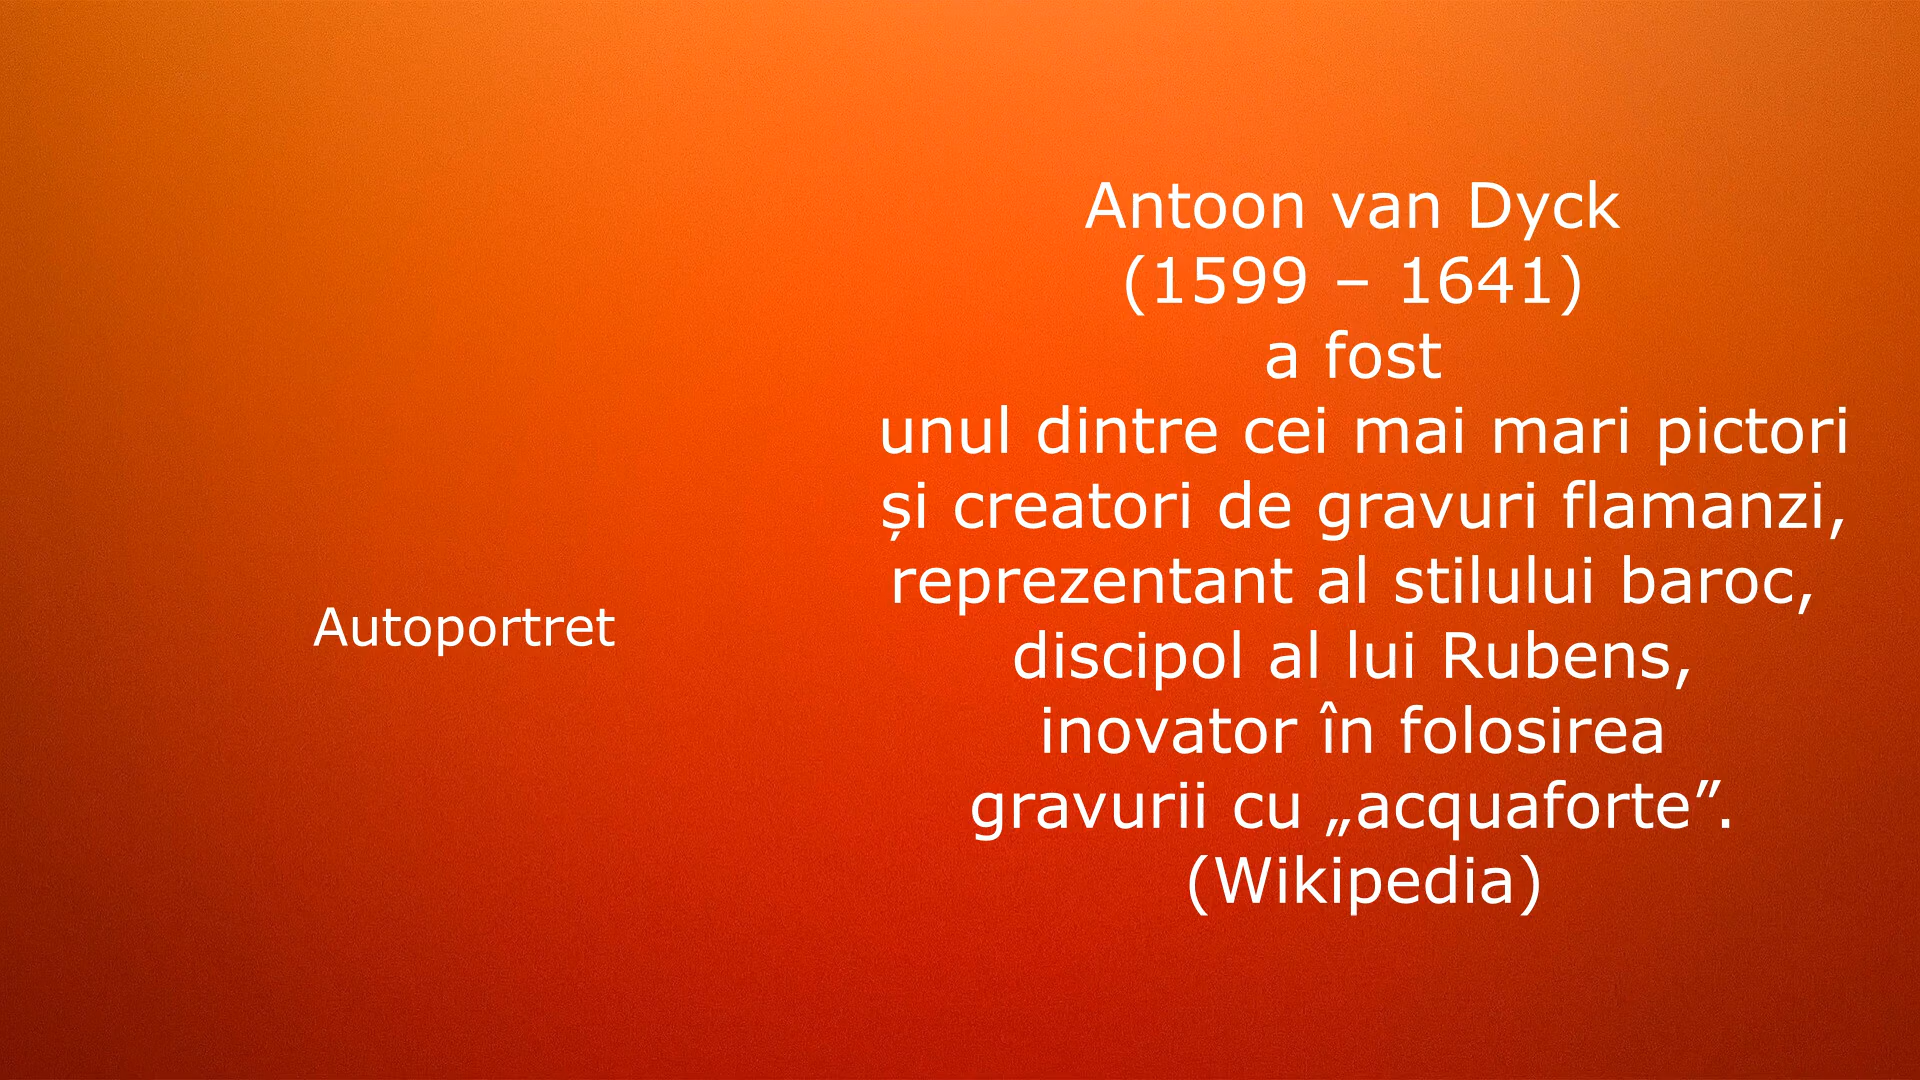 Autoportret
Antoon van Dyck
(1599 – 1641)
a fost
unul dintre cei mai mari pictori
și creatori de gravuri flamanzi,
reprezentant al stilului baroc,
discipol al lui Rubens,
inovator în folosirea
gravurii cu „acquaforte”.
(Wikipedia)